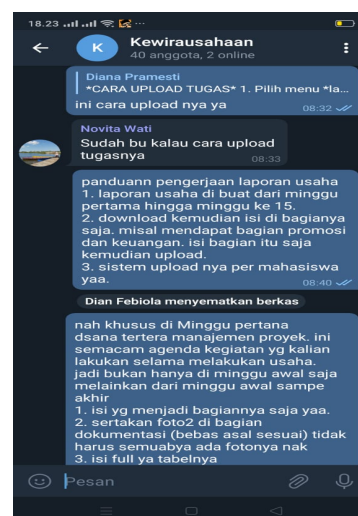 18.23
K
Kewirausahaan
40 anggota, 2 online
Diana Pramesti
*CARA UPLOAD TUGAS* 1. Pilih menu *la...
ini cara upload nya ya
08:32
Novita Wati
Sudah bu kalau cara upload
tugasnya
08:33
panduann pengerjaan laporan usaha
1. laporan usaha di buat dari minggu
pertama hingga minggu ke 15.
2. download kemudian isi di bagianya
saja. misal mendapat bagian promosi
dan keuangan. isi bagian itu saja
kemudian upload.
3. sistem upload nya per mahasiswa
yaa.
08:40
Dian Febiola menyematkan berkas
nah khusus di Minggu pertana
dsana tertera manajemen proyek. ini
semacam agenda kegiatan yg kalian
lakukan selama melakukan usaha.
jadi bukan hanya di minggu awal saja
melainkan dari minggu awal sampe
akhir
1. isi yg menjadi bagiannya saja yaa.
2. sertakan foto2 di bagian
dokumentasi (bebas asal sesuai) tidak
harus semuabya ada fotonya nak
3. isi full ya tabelnya
Pesan